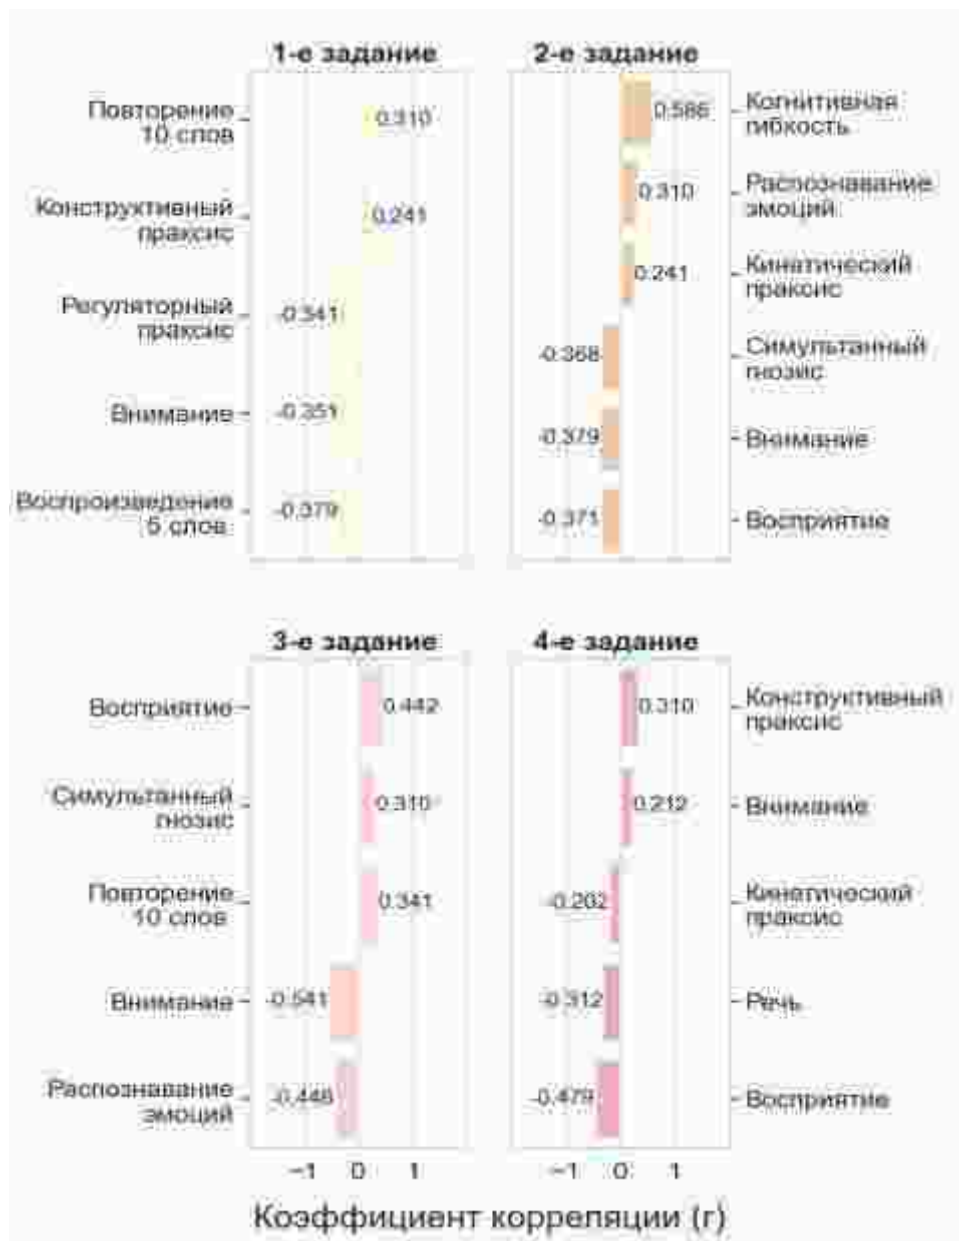 1-е задание
Повторение
10 слов
0.310
Конструктивный
праксис
0.241
Регуляторный
праксис
-0.341
Внимание
-0.351
Воспроизведение
5 слов
-0.379
2-е задание
0.586
Когнитивная
гибкость
0.310
Распознавание
эмоций
0.241
Кинетический
праксис
-0.368
Симультанный
гнозис
-0.379
Внимание
-0.371
Восприятие
3-е задание
Восприятие
0.442
Симультанный
гнозис
0.310
Повторение
10 слов
0.341
Внимание
-0.541
Распознавание
эмоций
-0.446
−1 0 1
4-е задание
0.310
Конструктивный
праксис
0.212
Внимание
-0.202
Кинетический
праксис
-0.312
Речь
-0.479
Восприятие
−1 0 1
Коэффициент корреляции (r)